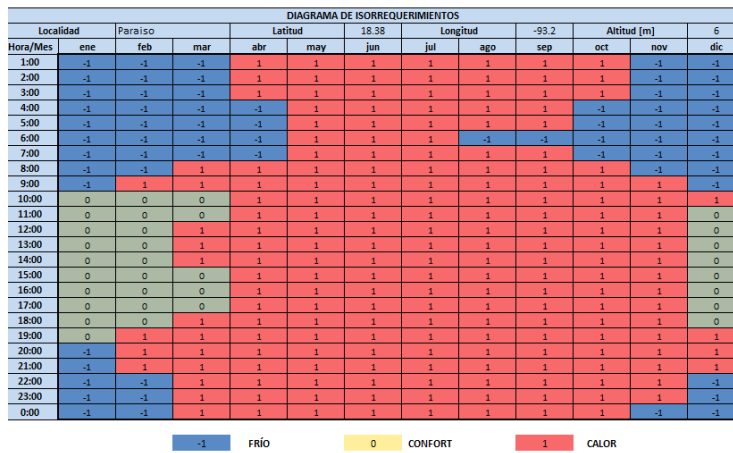 DIAGRAMA DE ISORREQUERIMIENTOS
Localidad Paraiso Latitud 18.38 Longitud -93.2 Altitud [m] 6
Hora/Mes ene feb mar abr may jun jul ago sep oct nov dic
1:00 -1 -1 -1 1 1 1 1 1 1 1 -1 -1
2:00 -1 -1 -1 1 1 1 1 1 1 1 -1 -1
3:00 -1 -1 -1 1 1 1 1 1 1 1 -1 -1
4:00 -1 -1 -1 -1 1 1 1 1 1 -1 -1 -1
5:00 -1 -1 -1 -1 1 1 1 1 1 -1 -1 -1
6:00 -1 -1 -1 -1 1 1 1 -1 -1 -1 -1 -1
7:00 -1 -1 -1 -1 1 1 1 1 1 -1 -1 -1
8:00 -1 -1 1 1 1 1 1 1 1 1 -1 -1
9:00 -1 1 1 1 1 1 1 1 1 1 1 -1
10:00 0 0 0 1 1 1 1 1 1 1 1 1
11:00 0 0 0 1 1 1 1 1 1 1 1 0
12:00 0 0 1 1 1 1 1 1 1 1 1 0
13:00 0 0 1 1 1 1 1 1 1 1 1 0
14:00 0 0 1 1 1 1 1 1 1 1 1 0
15:00 0 0 0 1 1 1 1 1 1 1 1 0
16:00 0 0 0 1 1 1 1 1 1 1 1 0
17:00 0 0 0 1 1 1 1 1 1 1 1 0
18:00 0 0 1 1 1 1 1 1 1 1 1 0
19:00 0 1 1 1 1 1 1 1 1 1 1 1
20:00 -1 1 1 1 1 1 1 1 1 1 1 1
21:00 -1 1 1 1 1 1 1 1 1 1 1 1
22:00 -1 -1 1 1 1 1 1 1 1 1 1 -1
23:00 -1 -1 1 1 1 1 1 1 1 1 1 -1
0:00 -1 -1 1 1 1 1 1 1 1 1 -1 -1
-1 FRÍO 0 CONFORT 1 CALOR